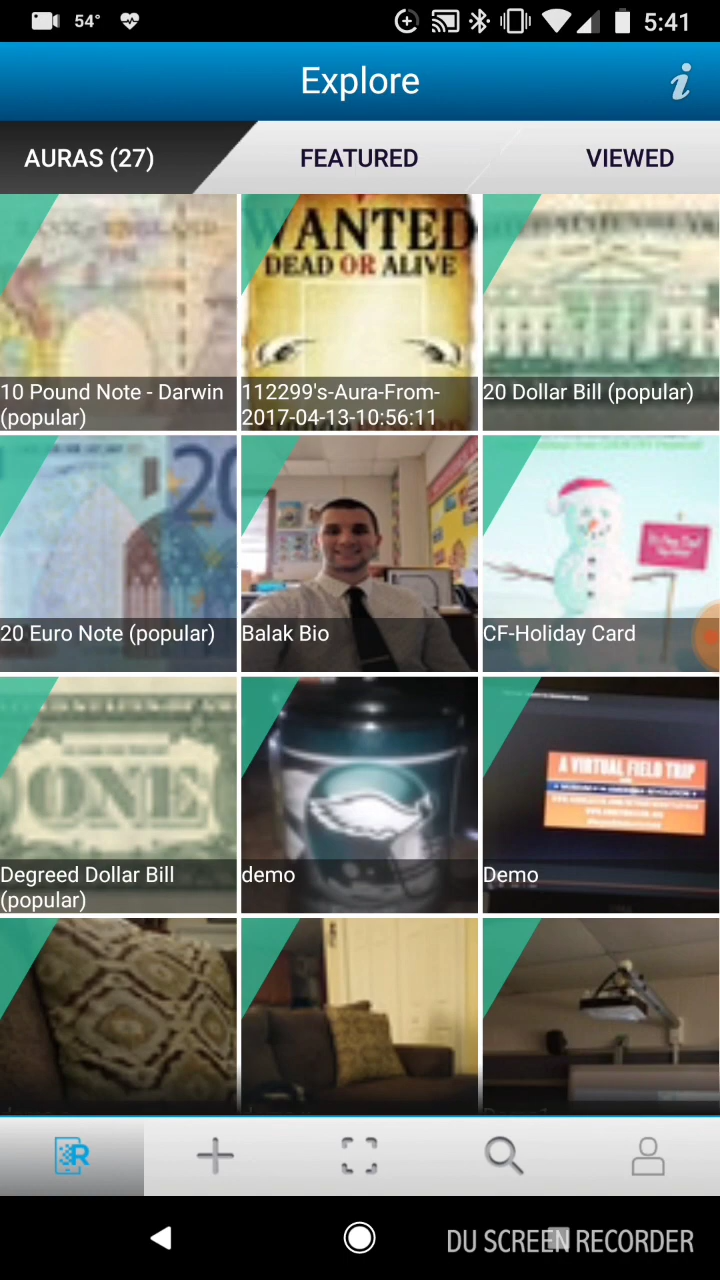 54°
5:41
Explore
AURAS (27)
FEATURED
VIEWED
WANTED
DEAD OR ALIVE
10 Pound Note - Darwin
(popular)
112299's-Aura-From-
2017-04-13-10:56:11
20 Dollar Bill (popular)
20
20 Euro Note (popular)
Balak Bio
CF-Holiday Card
ONE
Degreed Dollar Bill
(popular)
demo
A VIRTUAL FIELD TRIP
Demo
R
DU SCREEN RECORDER